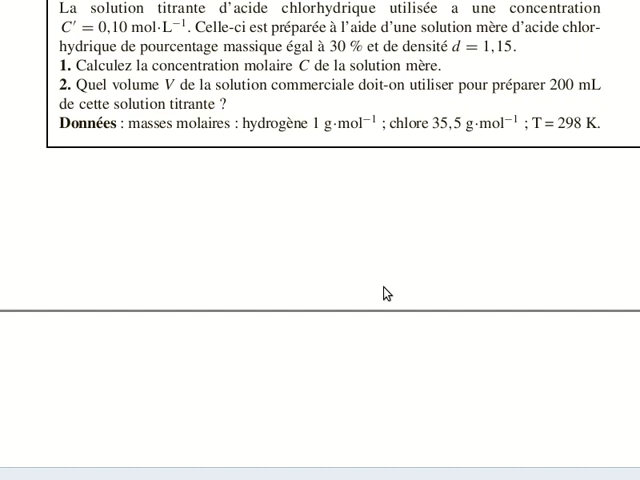 La solution titrante d'acide chlorhydrique utilisée a une concentration
C′ = 0,10 mol·L⁻¹. Celle-ci est préparée à l'aide d'une solution mère d'acide chlor-
hydrique de pourcentage massique égal à 30 % et de densité d = 1,15.
1. Calculez la concentration molaire C de la solution mère.
2. Quel volume V de la solution commerciale doit-on utiliser pour préparer 200 mL
de cette solution titrante ?
Données : masses molaires : hydrogène 1 g·mol⁻¹ ; chlore 35,5 g·mol⁻¹ ; T = 298 K.